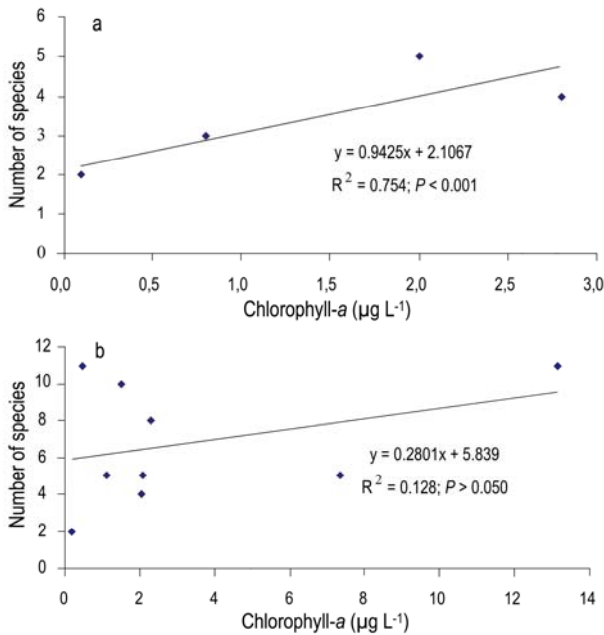 a
6
5
4
3
2
1
0
Number of species
y = 0.9425x + 2.1067
R² = 0.754; P < 0.001
0,0 0,5 1,0 1,5 2,0 2,5 3,0
Chlorophyll-a (µg L⁻¹)
b
12
10
8
6
4
2
0
Number of species
y = 0.2801x + 5.839
R² = 0.128; P > 0.050
0 2 4 6 8 10 12 14
Chlorophyll-a (µg L⁻¹)